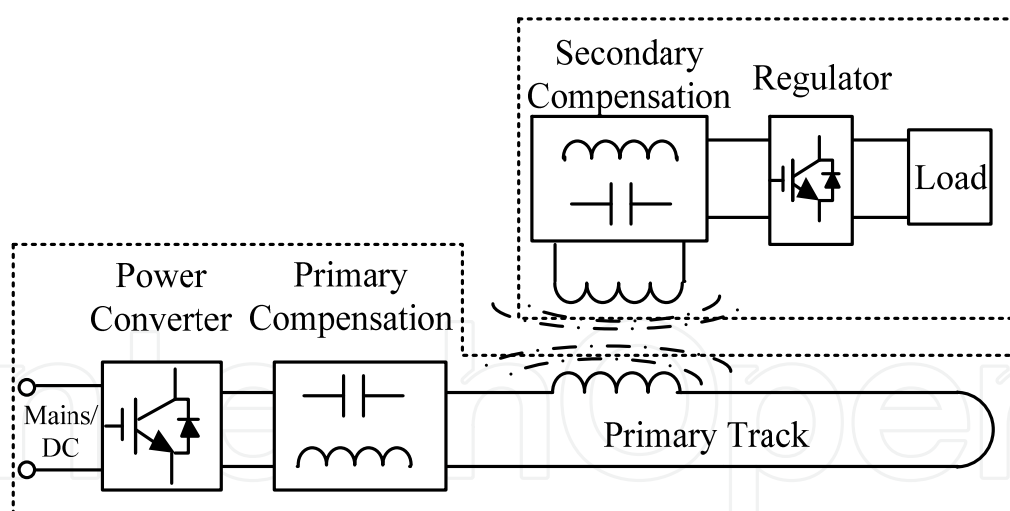 Secondary
Compensation
Regulator
Load
Power
Converter
Primary
Compensation
Mains/
DC
Primary Track